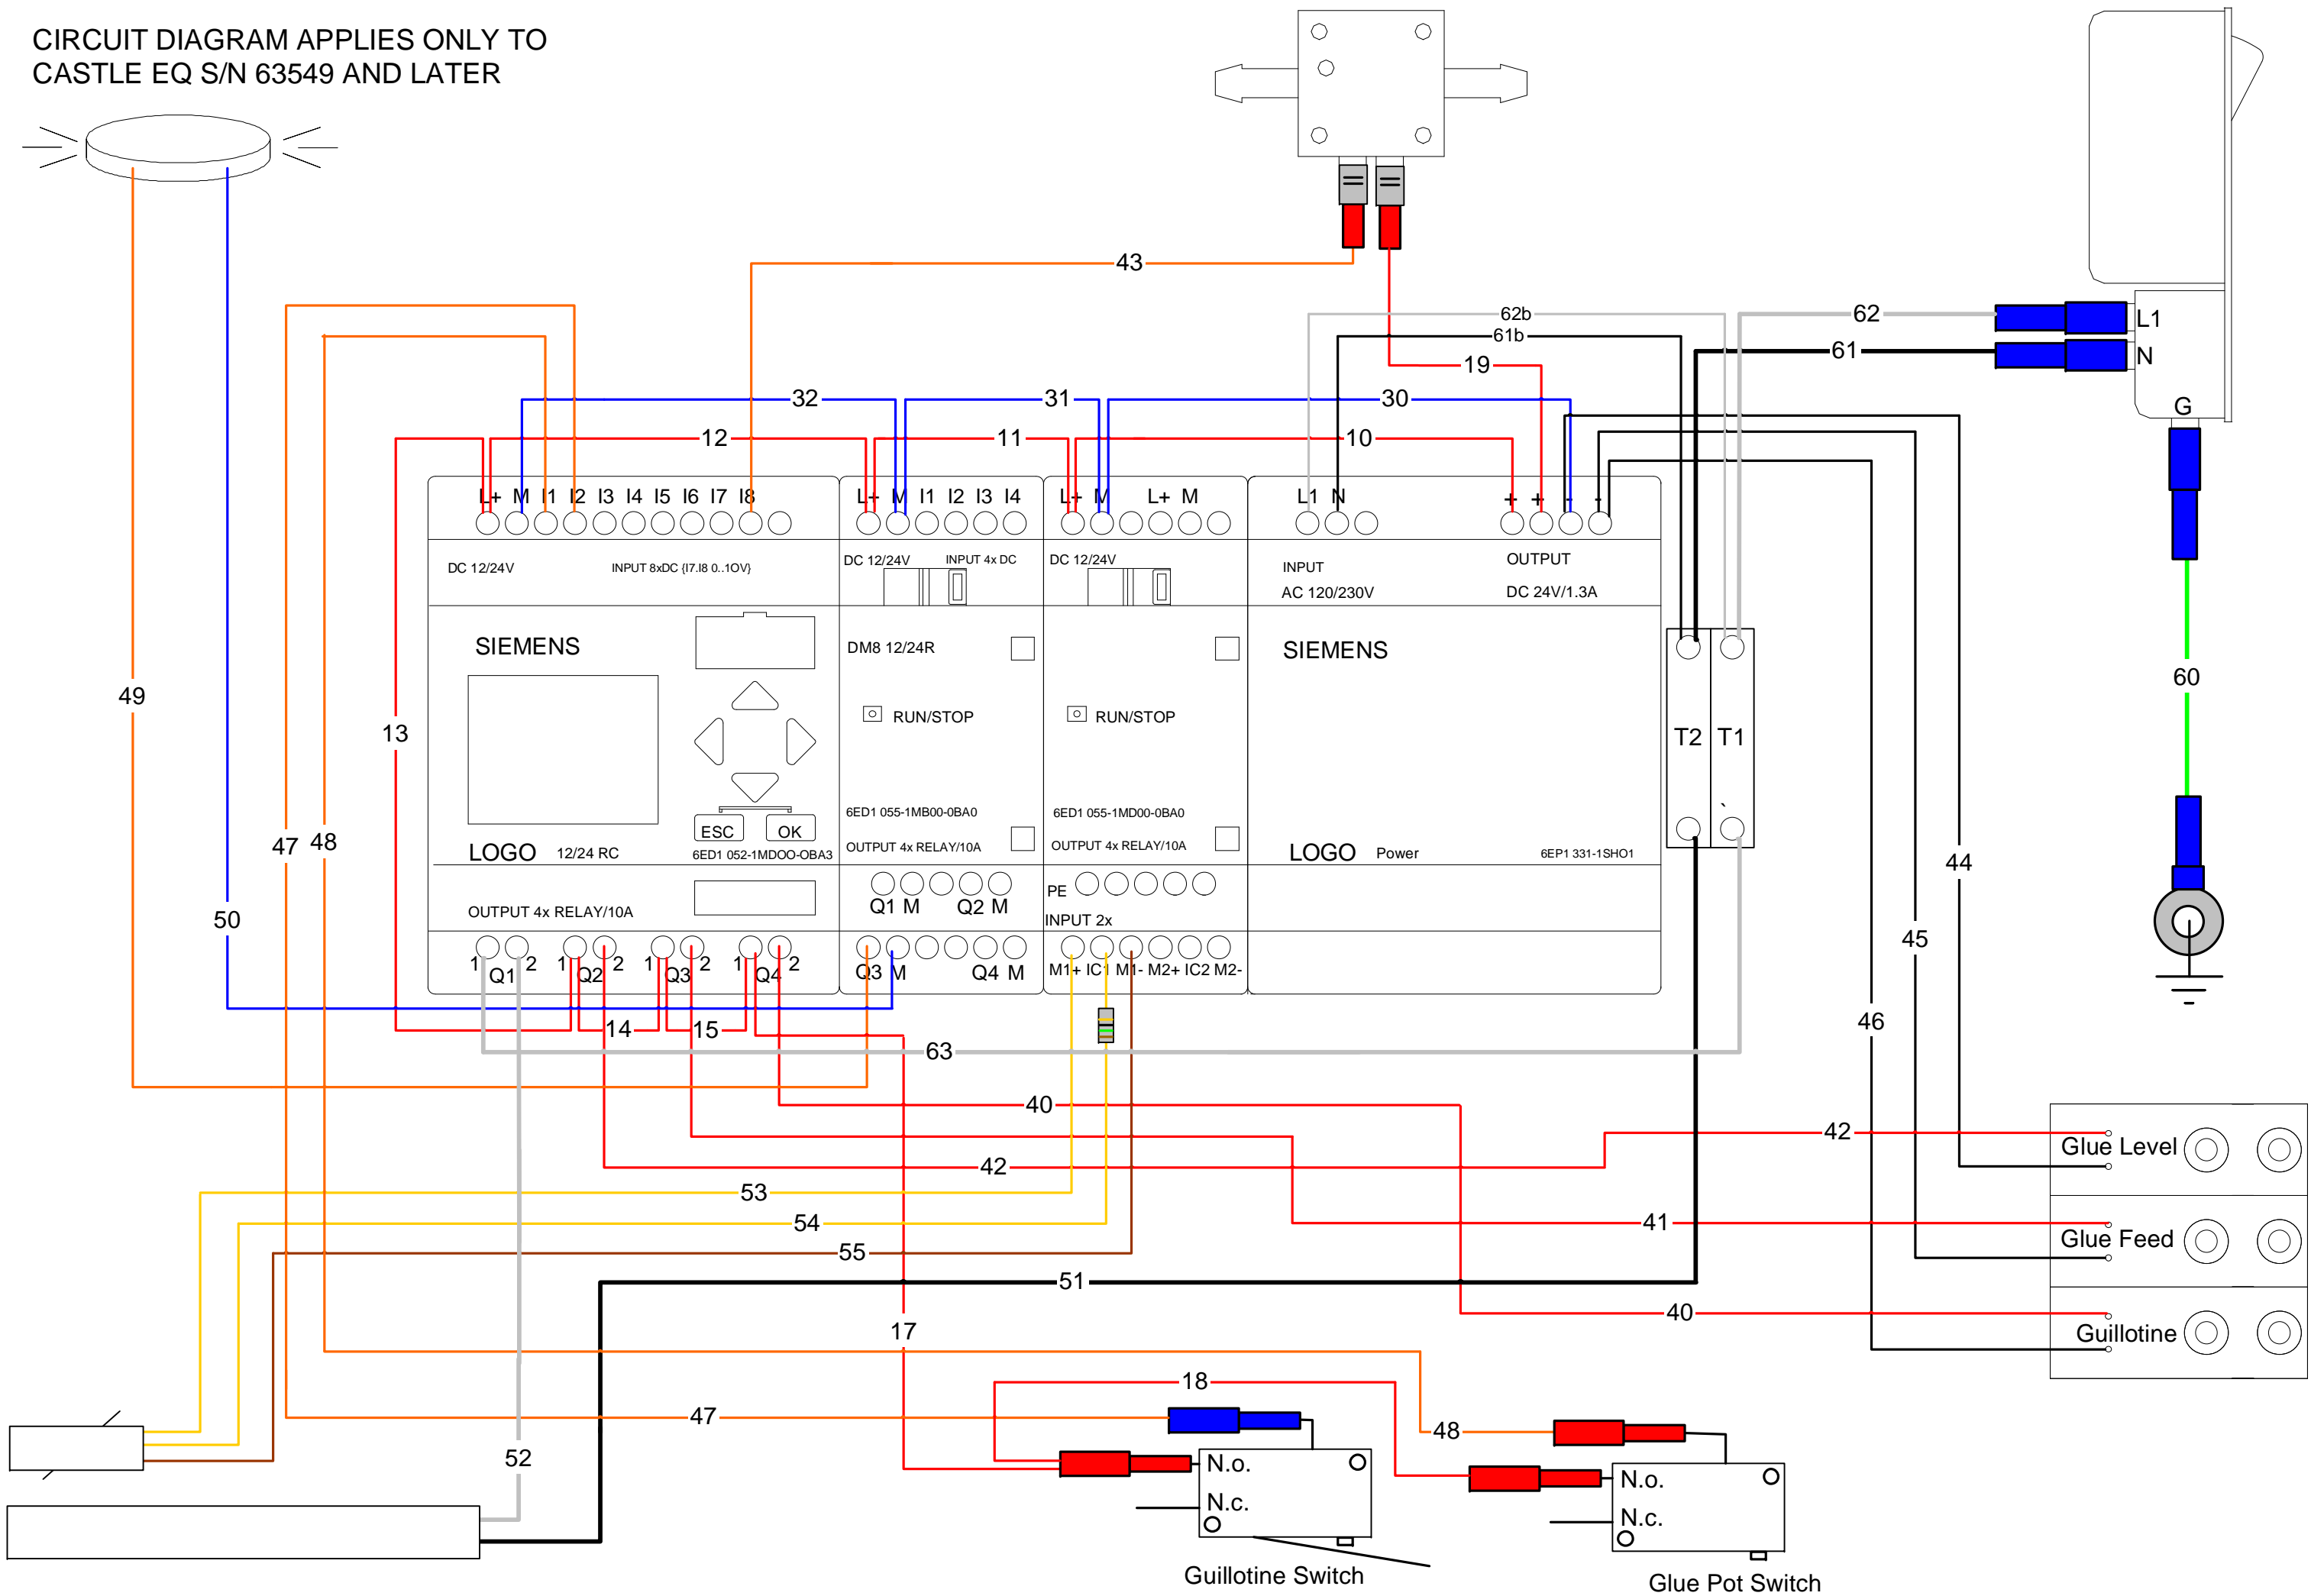 CIRCUIT DIAGRAM APPLIES ONLY TO
CASTLE EQ S/N 63549 AND LATER
43
62b
61b
62
L1
61
N
19
32
31
30
G
12
11
10
L+ M I1 I2 I3 I4 I5 I6 I7 I8
L+ M I1 I2 I3 I4
L+ M L+ M
L1 N
+ + - -
DC 12/24V
INPUT 8xDC {I7.I8 0..1OV}
DC 12/24V
INPUT 4x DC
DC 12/24V
INPUT
AC 120/230V
OUTPUT
DC 24V/1.3A
SIEMENS
DM8 12/24R
SIEMENS
49
13
RUN/STOP
RUN/STOP
T2
T1
60
`
6ED1 055-1MB00-0BA0
6ED1 055-1MD00-0BA0
ESC
OK
47
48
LOGO 12/24 RC
6ED1 052-1MDOO-OBA3
OUTPUT 4x RELAY/10A
OUTPUT 4x RELAY/10A
LOGO Power
6EP1 331-1SHO1
44
PE
Q1 M Q2 M
OUTPUT 4x RELAY/10A
INPUT 2x
50
45
1 Q1 2
1 Q2 2
1 Q3 2
1 Q4 2
Q3 M Q4 M
M1+ IC1 M1- M2+ IC2 M2-
14
15
46
63
40
42
Glue Level
42
53
54
41
Glue Feed
55
51
40
17
Guillotine
18
47
48
52
N.o.
N.c.
N.o.
N.c.
Guillotine Switch
Glue Pot Switch